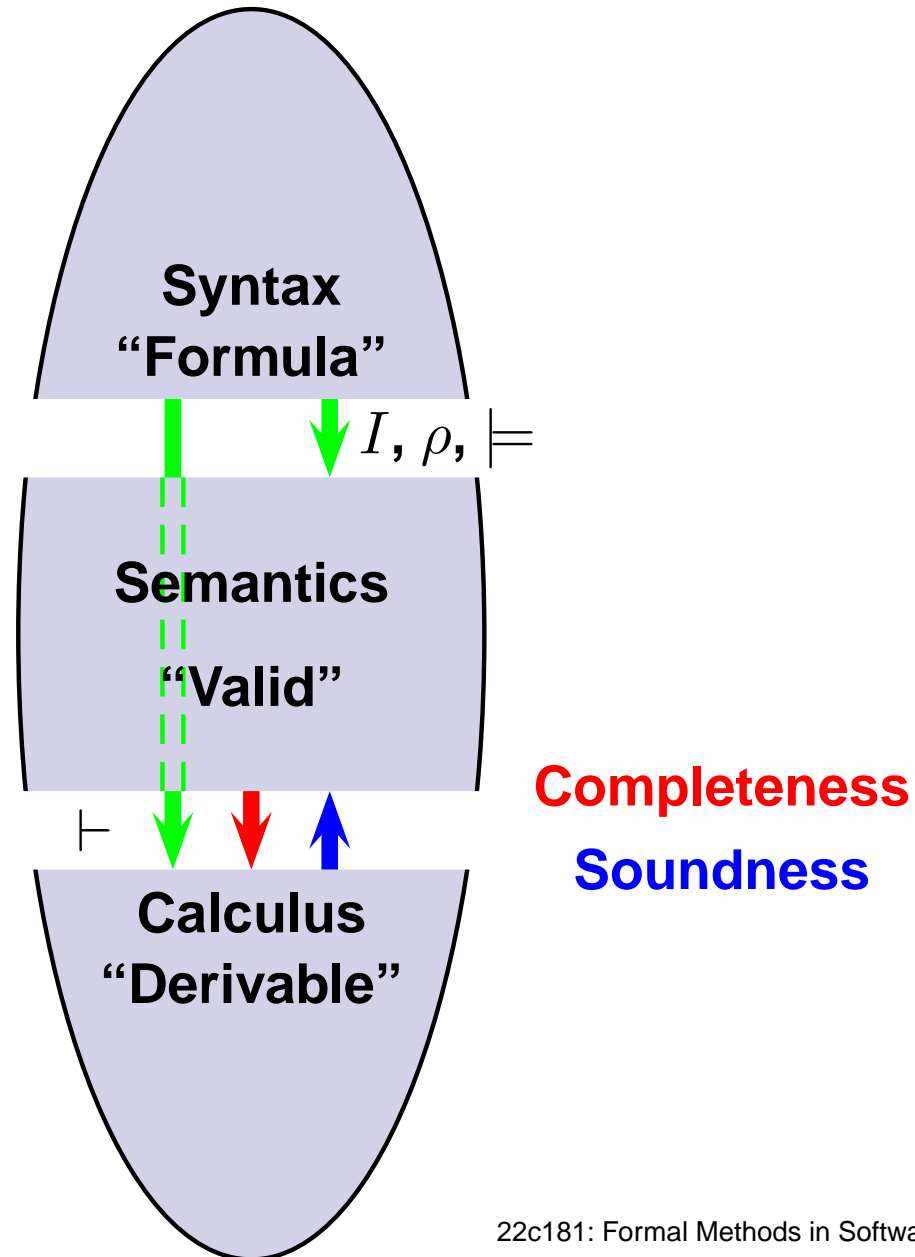 Syntax
“Formula”
I, ρ, ⊨
Semantics
“Valid”
Completeness
Soundness
⊢
Calculus
“Derivable”
22c181: Formal Methods in Softwa